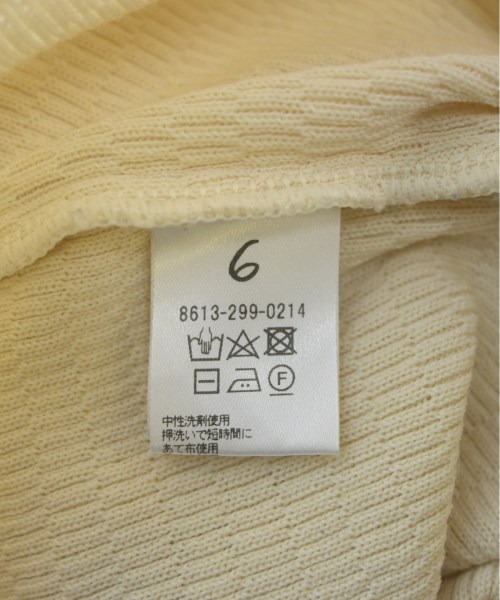 6
8613-299-0214
F
中性洗剤使用
押洗いで短時間に
あて布使用